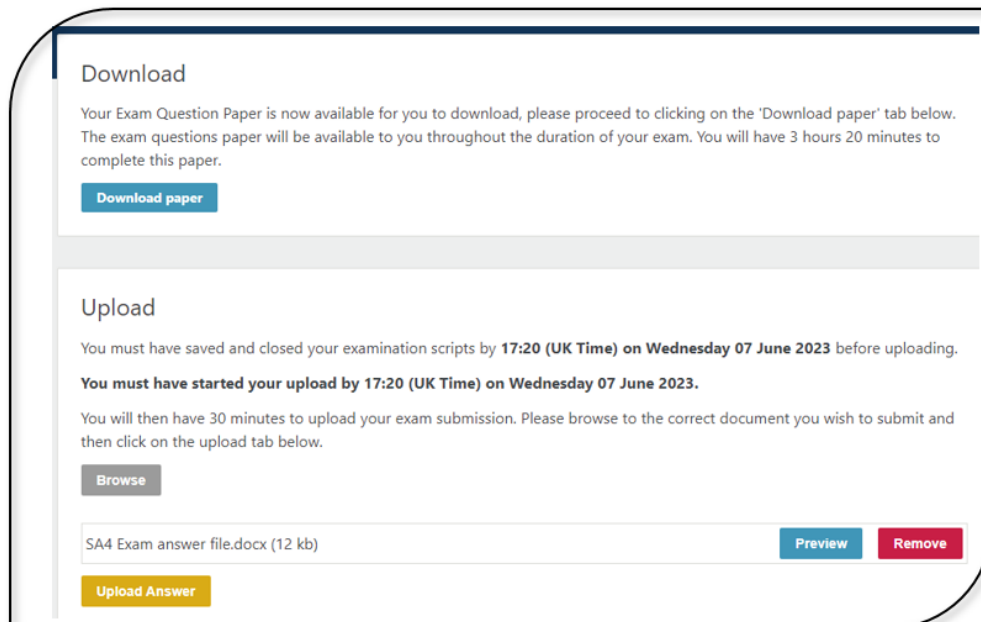 Download
Your Exam Question Paper is now available for you to download, please proceed to clicking on the 'Download paper' tab below.
The exam questions paper will be available to you throughout the duration of your exam. You will have 3 hours 20 minutes to
complete this paper.
Download paper
Upload
You must have saved and closed your examination scripts by 17:20 (UK Time) on Wednesday 07 June 2023 before uploading.
You must have started your upload by 17:20 (UK Time) on Wednesday 07 June 2023.
You will then have 30 minutes to upload your exam submission. Please browse to the correct document you wish to submit and
then click on the upload tab below.
Browse
SA4 Exam answer file.docx (12 kb) Preview Remove
Upload Answer